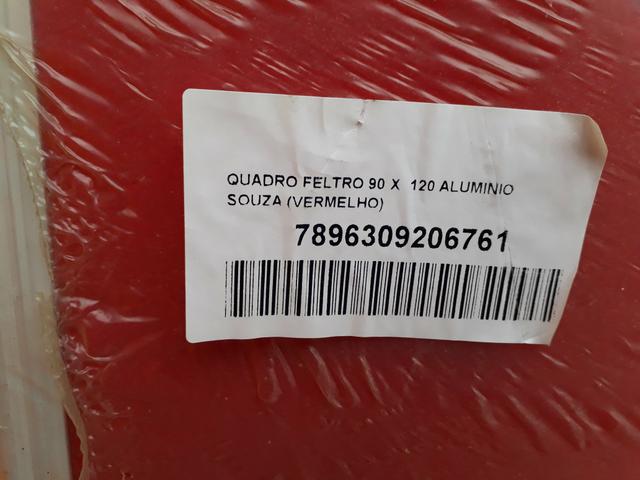 QUADRO FELTRO 90 X 120 ALUMINIO
SOUZA (VERMELHO)
7896309206761